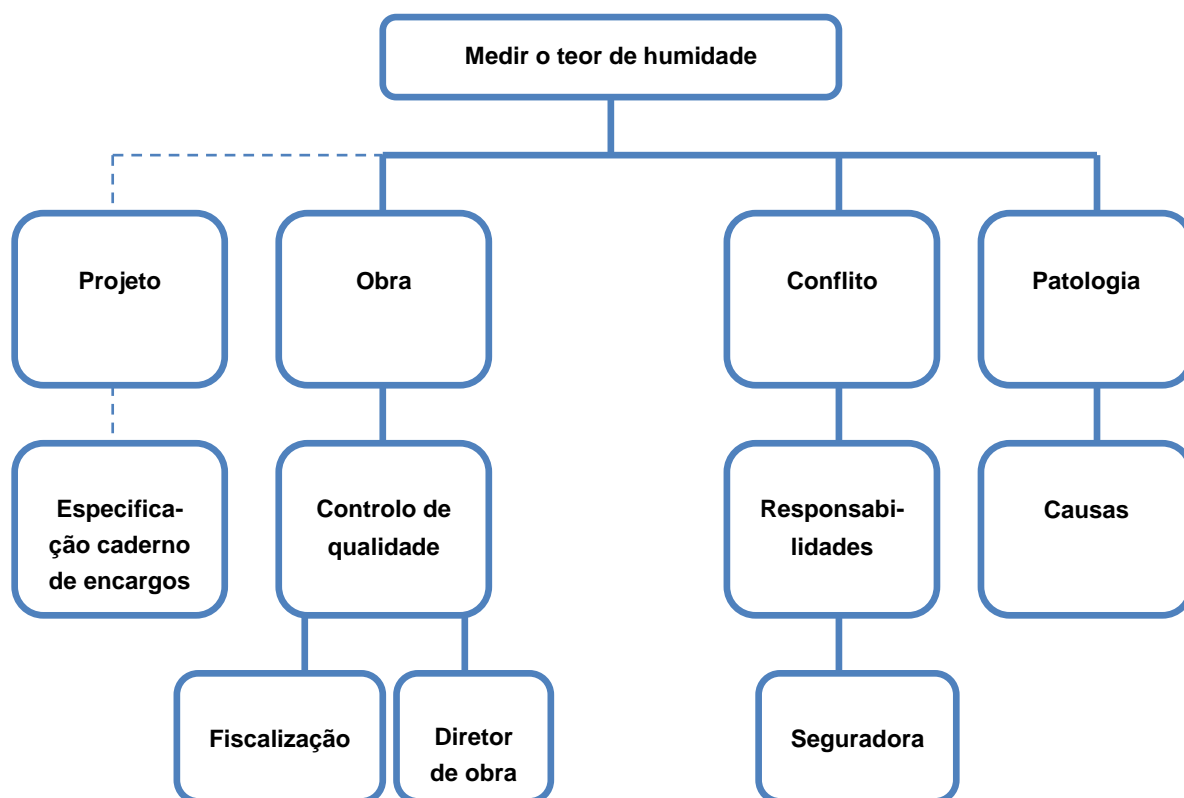 Medir o teor de humidade
Projeto
Obra
Conflito
Patologia
Especifica-
ção caderno
de encargos
Controlo de
qualidade
Responsabi-
lidades
Causas
Fiscalização
Diretor
de obra
Seguradora